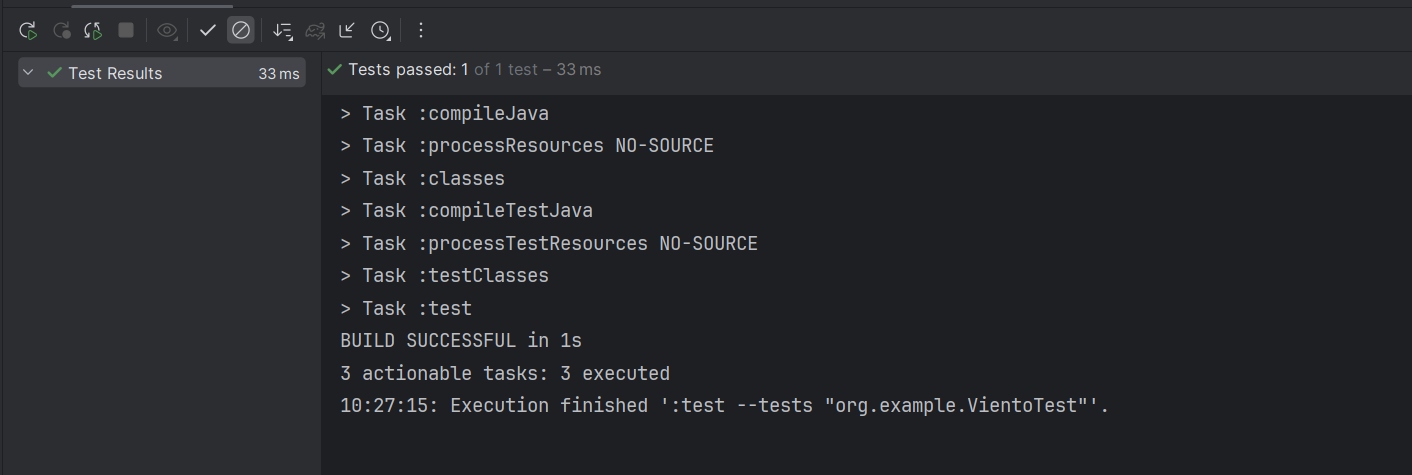 Test Results 33 ms
Tests passed: 1 of 1 test – 33 ms
> Task :compileJava
> Task :processResources NO-SOURCE
> Task :classes
> Task :compileTestJava
> Task :processTestResources NO-SOURCE
> Task :testClasses
> Task :test
BUILD SUCCESSFUL in 1s
3 actionable tasks: 3 executed
10:27:15: Execution finished ':test --tests "org.example.VientoTest"'.